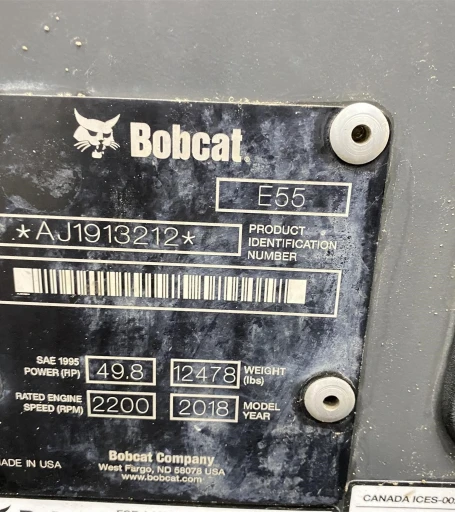 Bobcat
E55
*AJ1913212*
PRODUCT
IDENTIFICATION
NUMBER
SAE 1995
POWER (HP) 49.8 12478 WEIGHT (lbs)
RATED ENGINE
SPEED (RPM) 2200 2018 MODEL YEAR
MADE IN USA
Bobcat Company
West Fargo, ND 58078 USA
www.bobcat.com
CANADA ICES-00